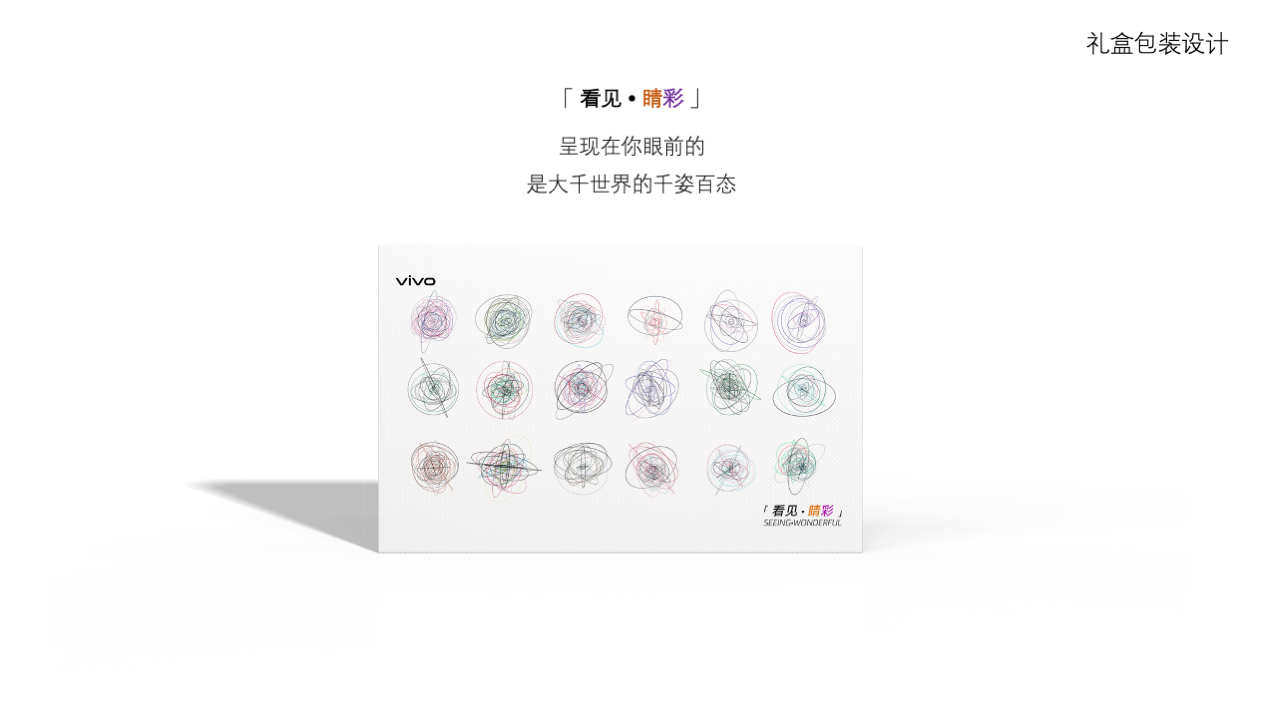 礼盒包装设计
「看见•睛彩」
呈现在你眼前的
是大千世界的千姿百态
vivo
「看见·睛彩」
SEEING•WONDERFUL